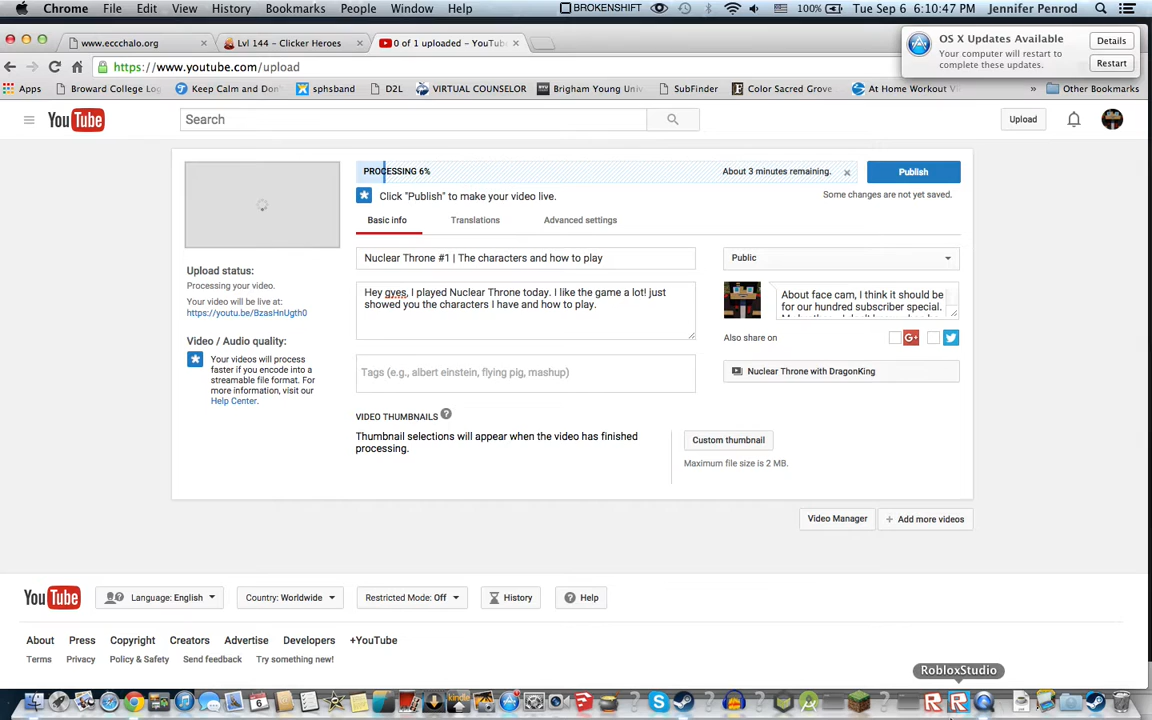 Chrome File Edit View History Bookmarks People Window Help BROKENSHIFT 100% Tue Sep 6 6:10:47 PM Jennifer Penrod
www.eccchalo.org Lvl 144 - Clicker Heroes 0 of 1 uploaded - YouTube
OS X Updates Available
Your computer will restart to complete these updates.
Details
Restart
https://www.youtube.com/upload
Apps Broward College Log Keep Calm and Don' sphsband D2L VIRTUAL COUNSELOR Brigham Young Univ SubFinder Color Sacred Grove At Home Workout » Other Bookmarks
YouTube Search Upload
PROCESSING 6% About 3 minutes remaining. Publish
Click "Publish" to make your video live. Some changes are not yet saved.
Basic info Translations Advanced settings
Nuclear Throne #1 | The characters and how to play Public
Upload status:
Processing your video.
Your video will be live at:
https://youtu.be/BzasHnUgth0
Hey gyes, I played Nuclear Throne today. I like the game a lot! just
showed you the characters I have and how to play.
About face cam, I think it should be
for our hundred subscriber special.
Also share on
Video / Audio quality:
Your videos will process
faster if you encode into a
streamable file format. For
more information, visit our
Help Center.
Tags (e.g., albert einstein, flying pig, mashup)
Nuclear Throne with DragonKing
VIDEO THUMBNAILS ?
Thumbnail selections will appear when the video has finished
processing.
Custom thumbnail
Maximum file size is 2 MB.
Video Manager + Add more videos
YouTube Language: English Country: Worldwide Restricted Mode: Off History Help
About Press Copyright Creators Advertise Developers +YouTube
Terms Privacy Policy & Safety Send feedback Try something new!
RobloxStudio